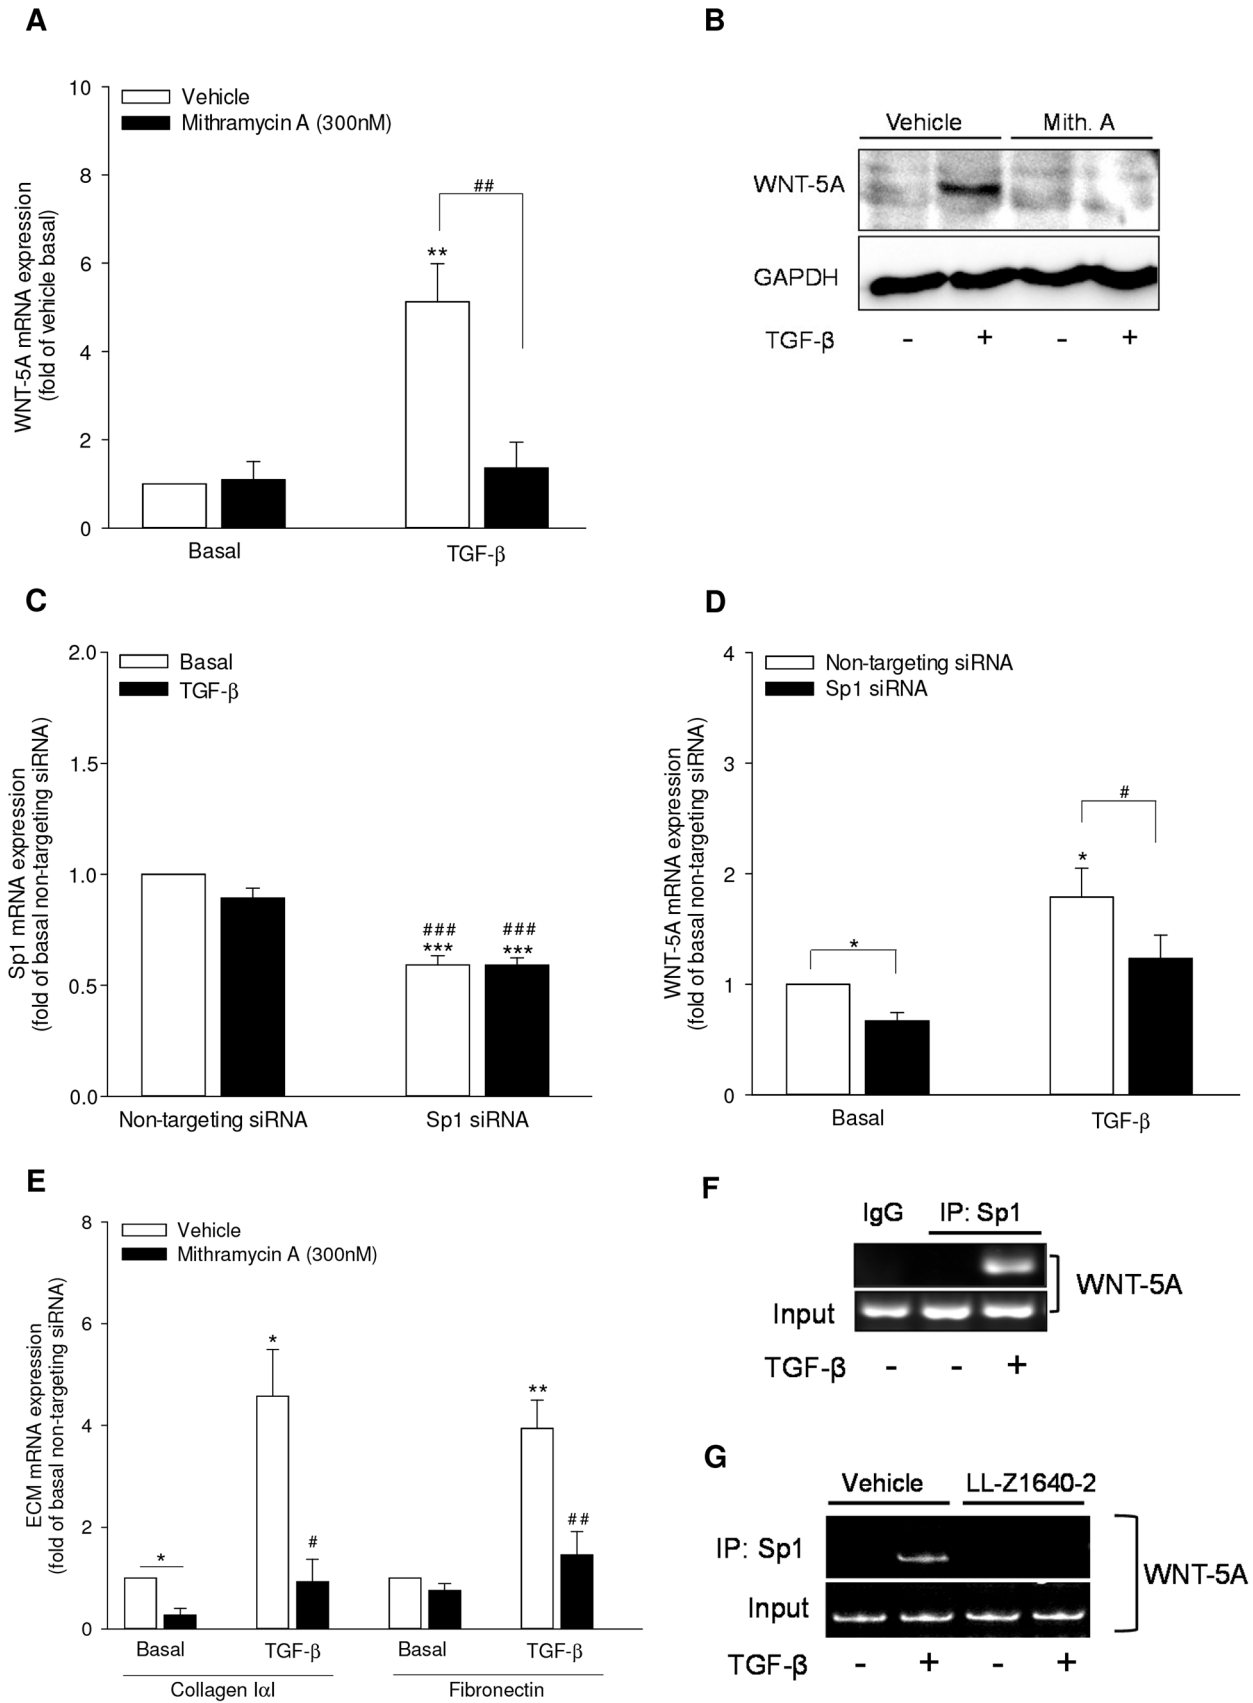 A
10
8
6
4
2
0
WNT-5A mRNA expression
(fold of vehicle basal)
Vehicle
Mithramycin A (300nM)
**
##
Basal
TGF-β
B
Vehicle
Mith. A
WNT-5A
GAPDH
TGF-β - + - +
C
2.0
1.5
1.0
0.5
0.0
Sp1 mRNA expression
(fold of basal non-targeting siRNA)
Basal
TGF-β
###
***
###
***
Non-targeting siRNA
Sp1 siRNA
D
4
3
2
1
0
WNT-5A mRNA expression
(fold of basal non-targeting siRNA)
Non-targeting siRNA
Sp1 siRNA
*
*
#
Basal
TGF-β
E
8
6
4
2
0
ECM mRNA expression
(fold of basal non-targeting siRNA)
Vehicle
Mithramycin A (300nM)
*
*
#
**
##
Basal
TGF-β
Basal
TGF-β
Collagen IαI
Fibronectin
F
IgG
IP: Sp1
WNT-5A
Input
TGF-β - - +
G
Vehicle
LL-Z1640-2
IP: Sp1
WNT-5A
Input
TGF-β - + - +